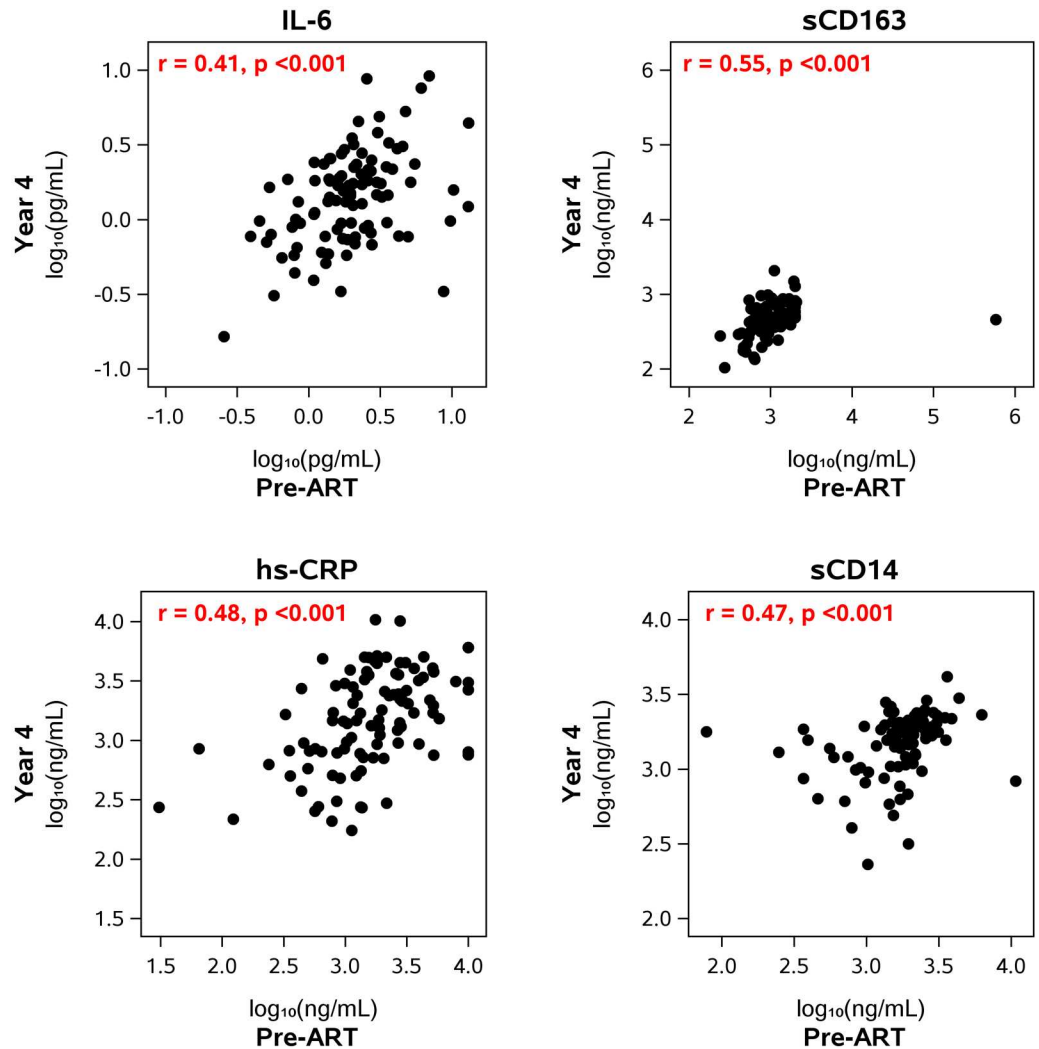 IL-6
r = 0.41, p <0.001
1.0
0.5
0.0
-0.5
-1.0
Year 4
log₁₀(pg/mL)
-1.0 -0.5 0.0 0.5 1.0
log₁₀(pg/mL)
Pre-ART
sCD163
r = 0.55, p <0.001
6
5
4
3
2
Year 4
log₁₀(ng/mL)
2 3 4 5 6
log₁₀(ng/mL)
Pre-ART
hs-CRP
r = 0.48, p <0.001
4.0
3.5
3.0
2.5
2.0
1.5
Year 4
log₁₀(ng/mL)
1.5 2.0 2.5 3.0 3.5 4.0
log₁₀(ng/mL)
Pre-ART
sCD14
r = 0.47, p <0.001
4.0
3.5
3.0
2.5
2.0
Year 4
log₁₀(ng/mL)
2.0 2.5 3.0 3.5 4.0
log₁₀(ng/mL)
Pre-ART